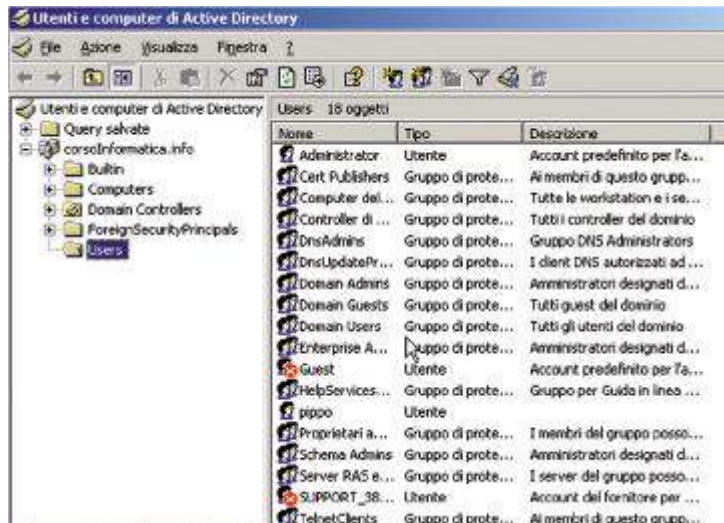 Utenti e computer di Active Directory
File Azione Visualizza Finestra ?
Utenti e computer di Active Directory
Query salvate
corsoInformatica.info
Builtin
Computers
Domain Controllers
ForeignSecurityPrincipals
Users
Users 18 oggetti
Nome Tipo Descrizione
Administrator Utente Account predefinito per l'a...
Cert Publishers Gruppo di prote... Ai membri di questo grupp...
Computer del... Gruppo di prote... Tutte le workstation e i se...
Controller di ... Gruppo di prote... Tutti i controller del dominio
DnsAdmins Gruppo di prote... Gruppo DNS Administrators
DnsUpdatePr... Gruppo di prote... I client DNS autorizzati ad ...
Domain Admins Gruppo di prote... Amministratori designati d...
Domain Guests Gruppo di prote... Tutti guest del dominio
Domain Users Gruppo di prote... Tutti gli utenti del dominio
Enterprise A... Gruppo di prote... Amministratori designati d...
Guest Utente Account predefinito per l'a...
HelpServices... Gruppo di prote... Gruppo per Guida in linea ...
pippo Utente
Proprietari a... Gruppo di prote... I membri del gruppo posso...
Schema Admins Gruppo di prote... Amministratori designati d...
Server RAS e... Gruppo di prote... I server del gruppo posso...
SUPPORT_38... Utente Account del fornitore per ...
TelnetClients Gruppo di prote... Ai membri di questo grupp...